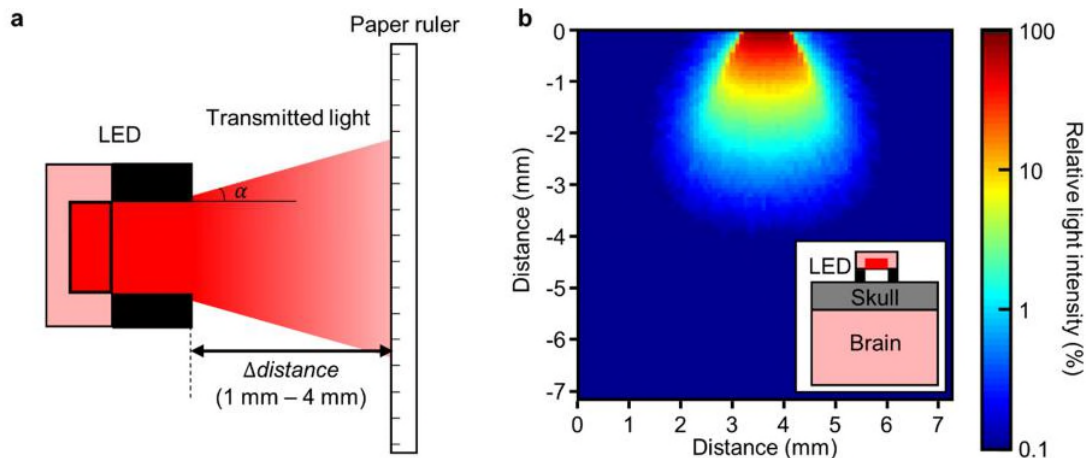 a
Paper ruler
LED
Transmitted light
α
Δdistance
(1 mm – 4 mm)
b
0
-1
-2
-3
-4
-5
-6
-7
Distance (mm)
0 1 2 3 4 5 6 7
Distance (mm)
LED
Skull
Brain
100
10
1
0.1
Relative light intensity (%)